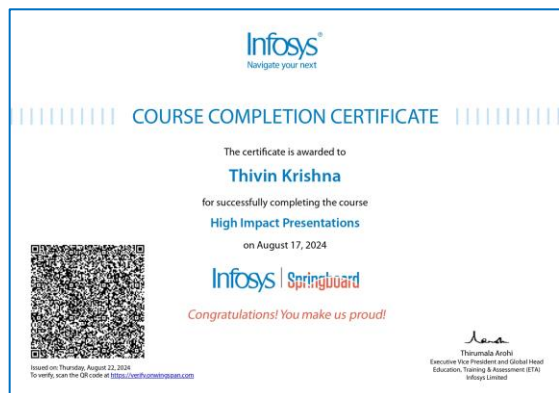 Infosys®
Navigate your next
COURSE COMPLETION CERTIFICATE
The certificate is awarded to
Thivin Krishna
for successfully completing the course
High Impact Presentations
on August 17, 2024
Infosys | Springboard
Congratulations! You make us proud!
Issued on: Thursday, August 22, 2024
To verify, scan the QR code at https://verify.onwingspan.com
Thirumala Arohi
Executive Vice President and Global Head
Education, Training & Assessment (ETA)
Infosys Limited